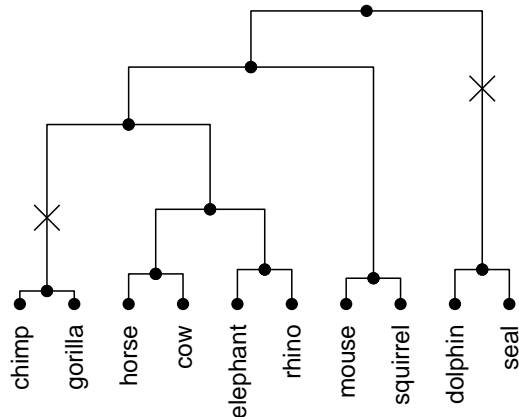 chimp
gorilla
horse
cow
elephant
rhino
mouse
squirrel
dolphin
seal